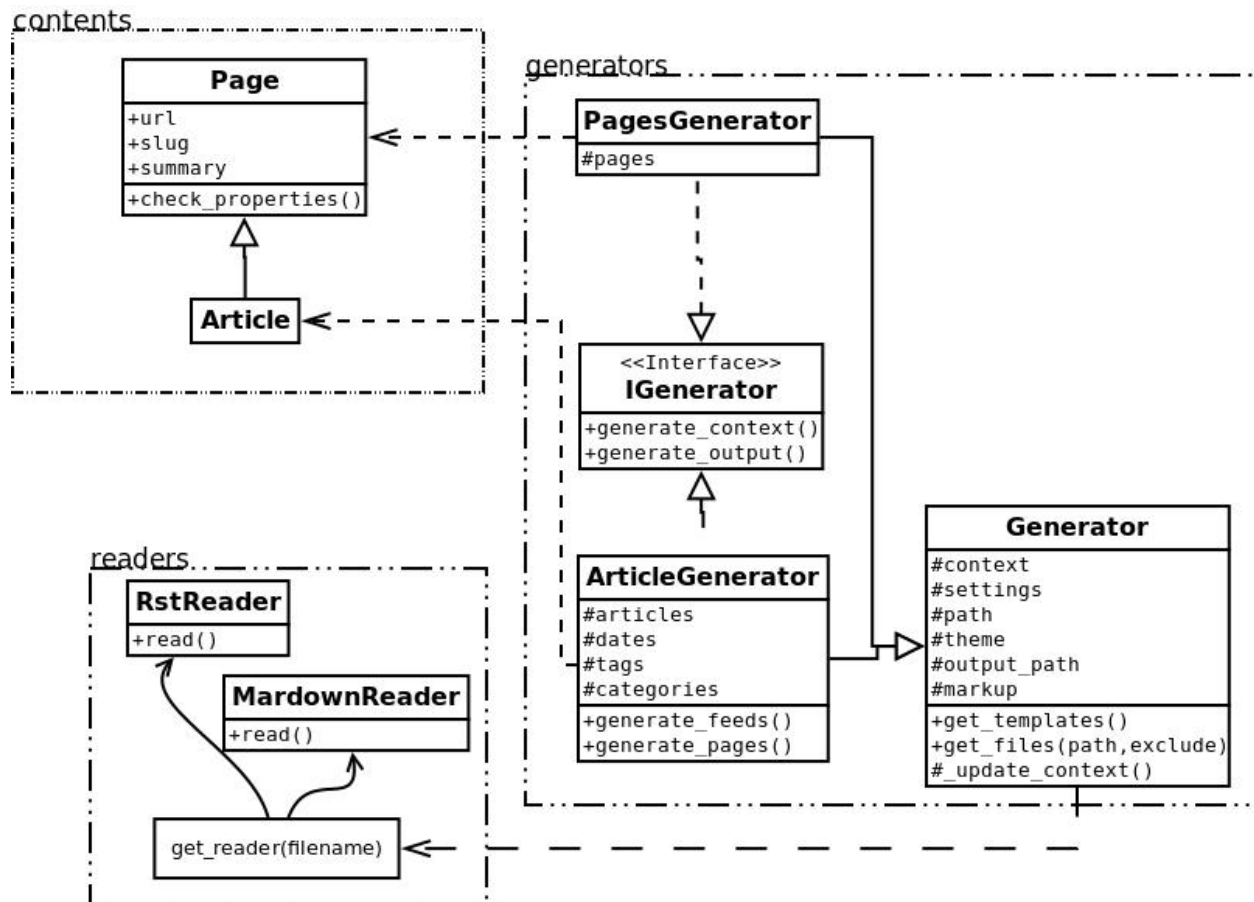 contents
Page
+url
+slug
+summary
+check_properties()
Article
generators
PagesGenerator
#pages
<<Interface>>
IGenerator
+generate_context()
+generate_output()
ArticleGenerator
#articles
#dates
#tags
#categories
+generate_feeds()
+generate_pages()
Generator
#context
#settings
#path
#theme
#output_path
#markup
+get_templates()
+get_files(path,exclude)
#_update_context()
readers
RstReader
+read()
MardownReader
+read()
get_reader(filename)